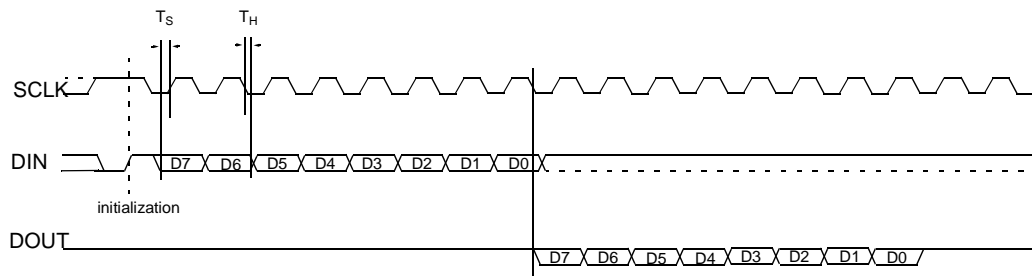 TS TH
SCLK
DIN D7 D6 D5 D4 D3 D2 D1 D0
initialization
DOUT D7 D6 D5 D4 D3 D2 D1 D0